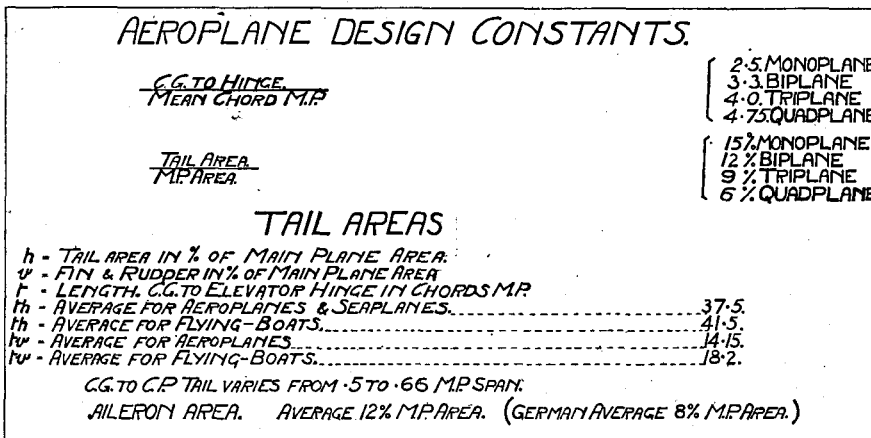 AEROPLANE DESIGN CONSTANTS.
C.G. TO HINGE.
MEAN CHORD M.P.
2·5. MONOPLANE
3·3. BIPLANE
4·0. TRIPLANE
4·75. QUADPLANE
TAIL AREA.
M.P. AREA.
15% MONOPLANE
12% BIPLANE
9% TRIPLANE
6% QUADPLANE
TAIL AREAS
h - TAIL AREA IN % OF MAIN PLANE AREA.
v - FIN & RUDDER IN % OF MAIN PLANE AREA
r - LENGTH. C.G. TO ELEVATOR HINGE IN CHORDS M.P.
rh - AVERAGE FOR AEROPLANES & SEAPLANES. 37·5.
rh - AVERAGE FOR FLYING-BOATS. 41·5.
rv - AVERAGE FOR AEROPLANES 14·15.
rv - AVERAGE FOR FLYING-BOATS. 18·2.
C.G. TO C.P. TAIL VARIES FROM ·5 TO ·66 M.P. SPAN.
AILERON AREA. AVERAGE 12% M.P. AREA. (GERMAN AVERAGE 8% M.P. AREA.)